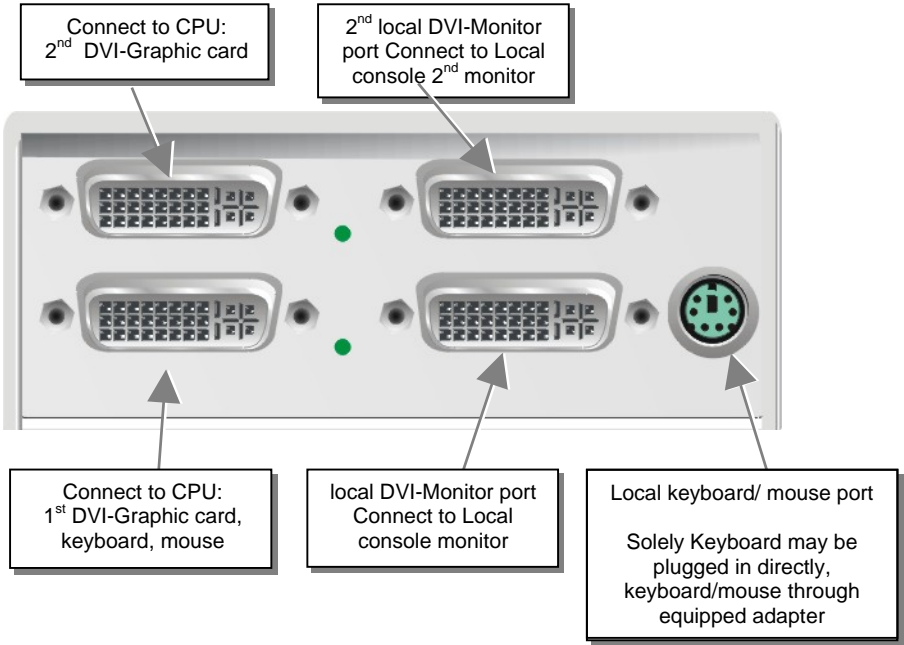 Connect to CPU:
2nd DVI-Graphic card
2nd local DVI-Monitor
port Connect to Local
console 2nd monitor
Connect to CPU:
1st DVI-Graphic card,
keyboard, mouse
local DVI-Monitor port
Connect to Local
console monitor
Local keyboard/ mouse port
Solely Keyboard may be
plugged in directly,
keyboard/mouse through
equipped adapter